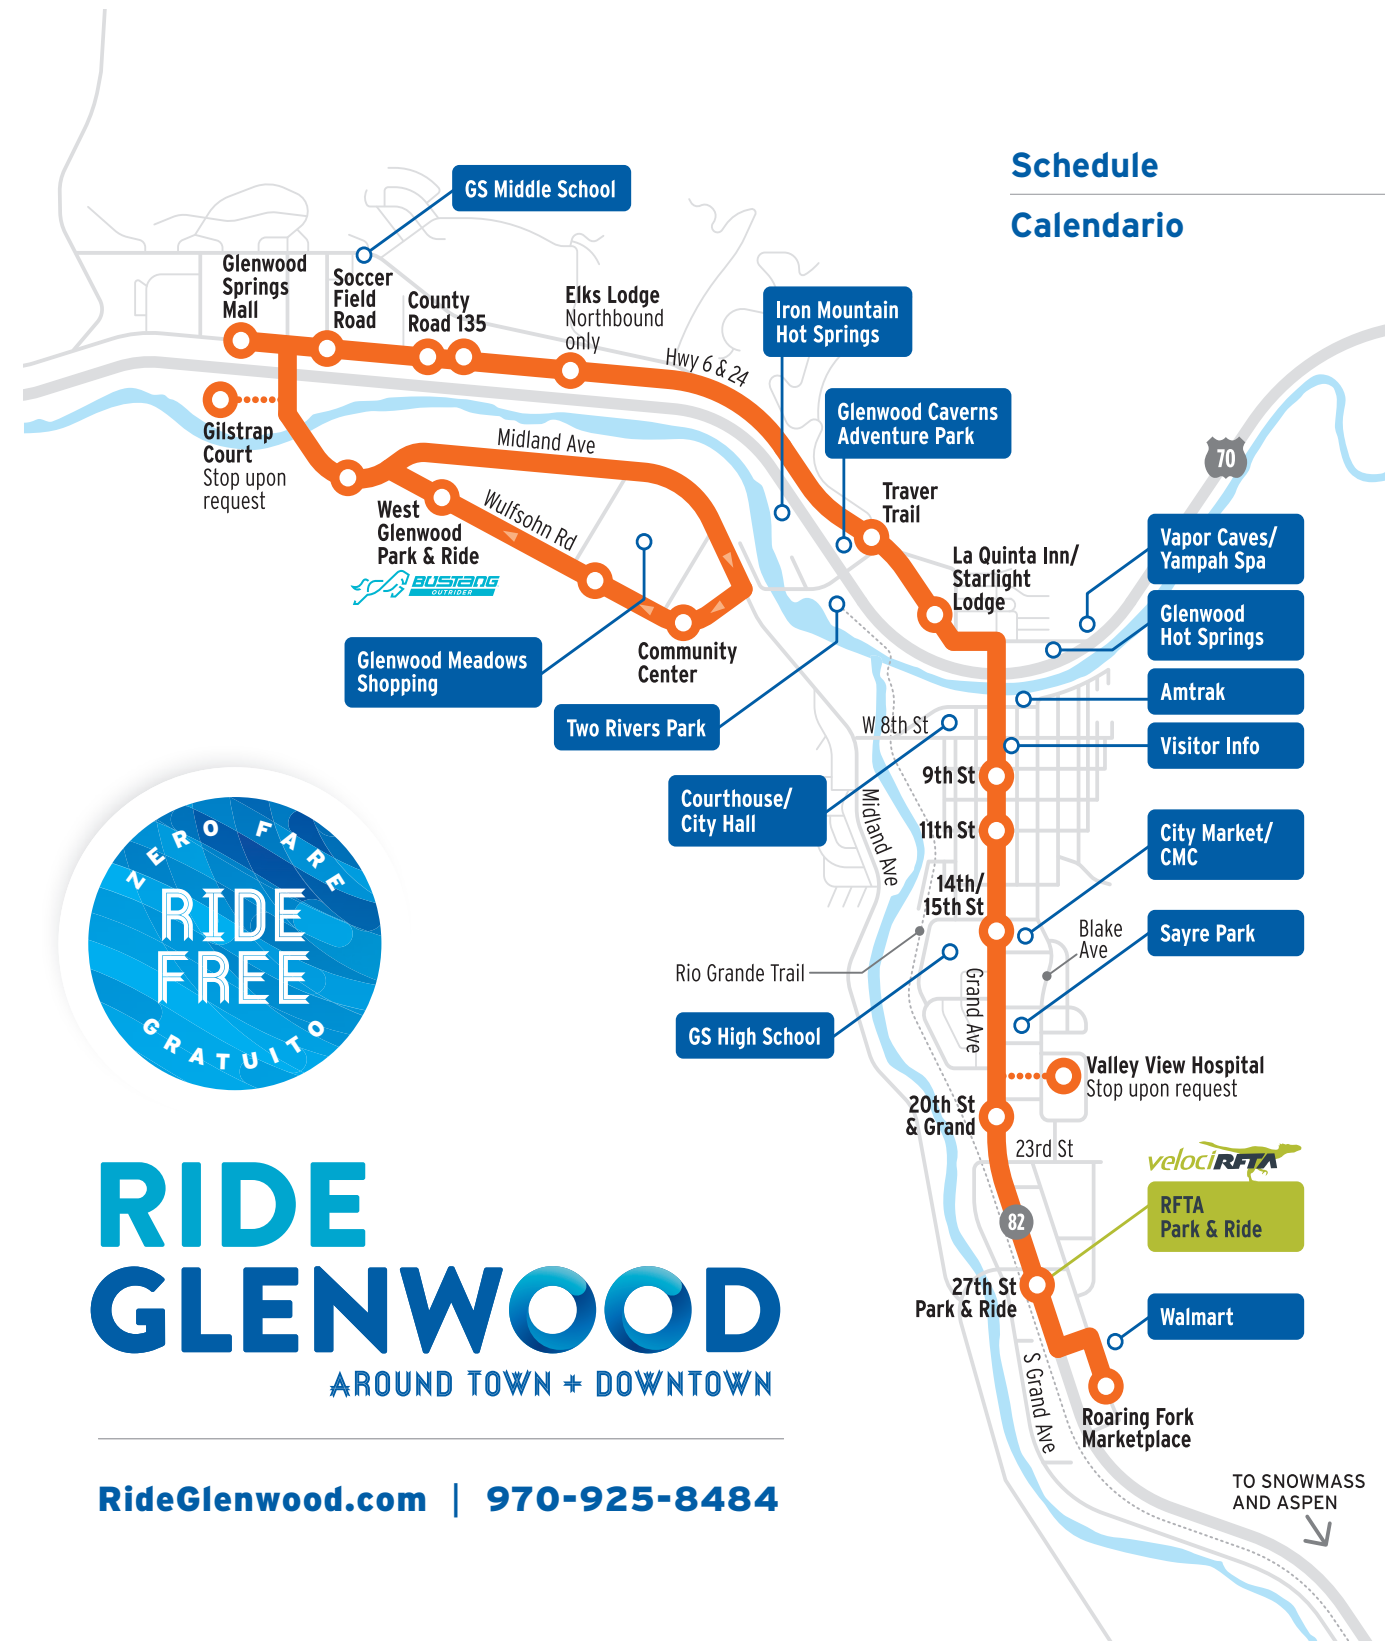 Schedule
Calendario
GS Middle School
Glenwood
Springs
Mall
Soccer
Field
Road
County
Road 135
Elks Lodge
Northbound
only
Hwy 6 & 24
Iron Mountain
Hot Springs
Glenwood Caverns
Adventure Park
Gilstrap
Court
Stop upon
request
Midland Ave
West
Glenwood
Park & Ride
BUSTANG
OUTRIDER
Wulfsohn Rd
Traver
Trail
70
La Quinta Inn/
Starlight
Lodge
Vapor Caves/
Yampah Spa
Glenwood
Hot Springs
Community
Center
Glenwood Meadows
Shopping
Two Rivers Park
Amtrak
Visitor Info
W 8th St
9th St
Courthouse/
City Hall
Midland Ave
11th St
City Market/
CMC
14th/
15th St
Blake
Ave
Sayre Park
Rio Grande Trail
Grand Ave
GS High School
Valley View Hospital
Stop upon request
20th St
& Grand
23rd St
velociRFTA
RFTA
Park & Ride
82
27th St
Park & Ride
Walmart
S Grand Ave
Roaring Fork
Marketplace
TO SNOWMASS
AND ASPEN
ZERO FARE
RIDE
FREE
GRATUITO
RIDE
GLENWOOD
AROUND TOWN + DOWNTOWN
RideGlenwood.com | 970-925-8484